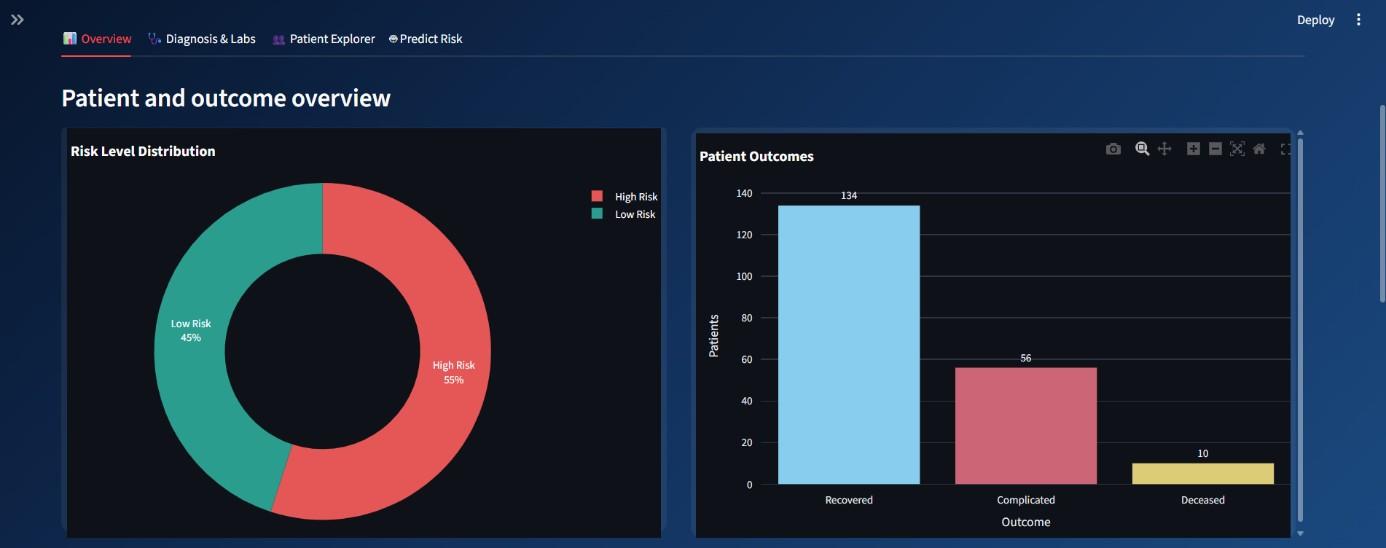 Deploy
Overview Diagnosis & Labs Patient Explorer Predict Risk
Patient and outcome overview
Risk Level Distribution
High Risk
Low Risk
Low Risk
45%
High Risk
55%
Patient Outcomes
140
120
100
80
60
40
20
0
Patients
134
56
10
Recovered
Complicated
Deceased
Outcome